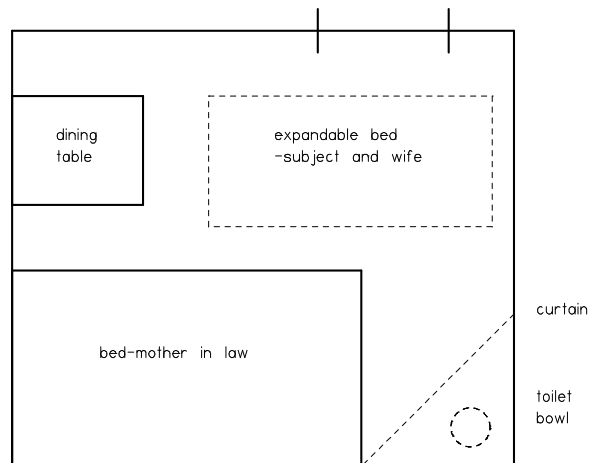 dining
table
expandable bed
-subject and wife
curtain
bed-mother in law
toilet
bowl